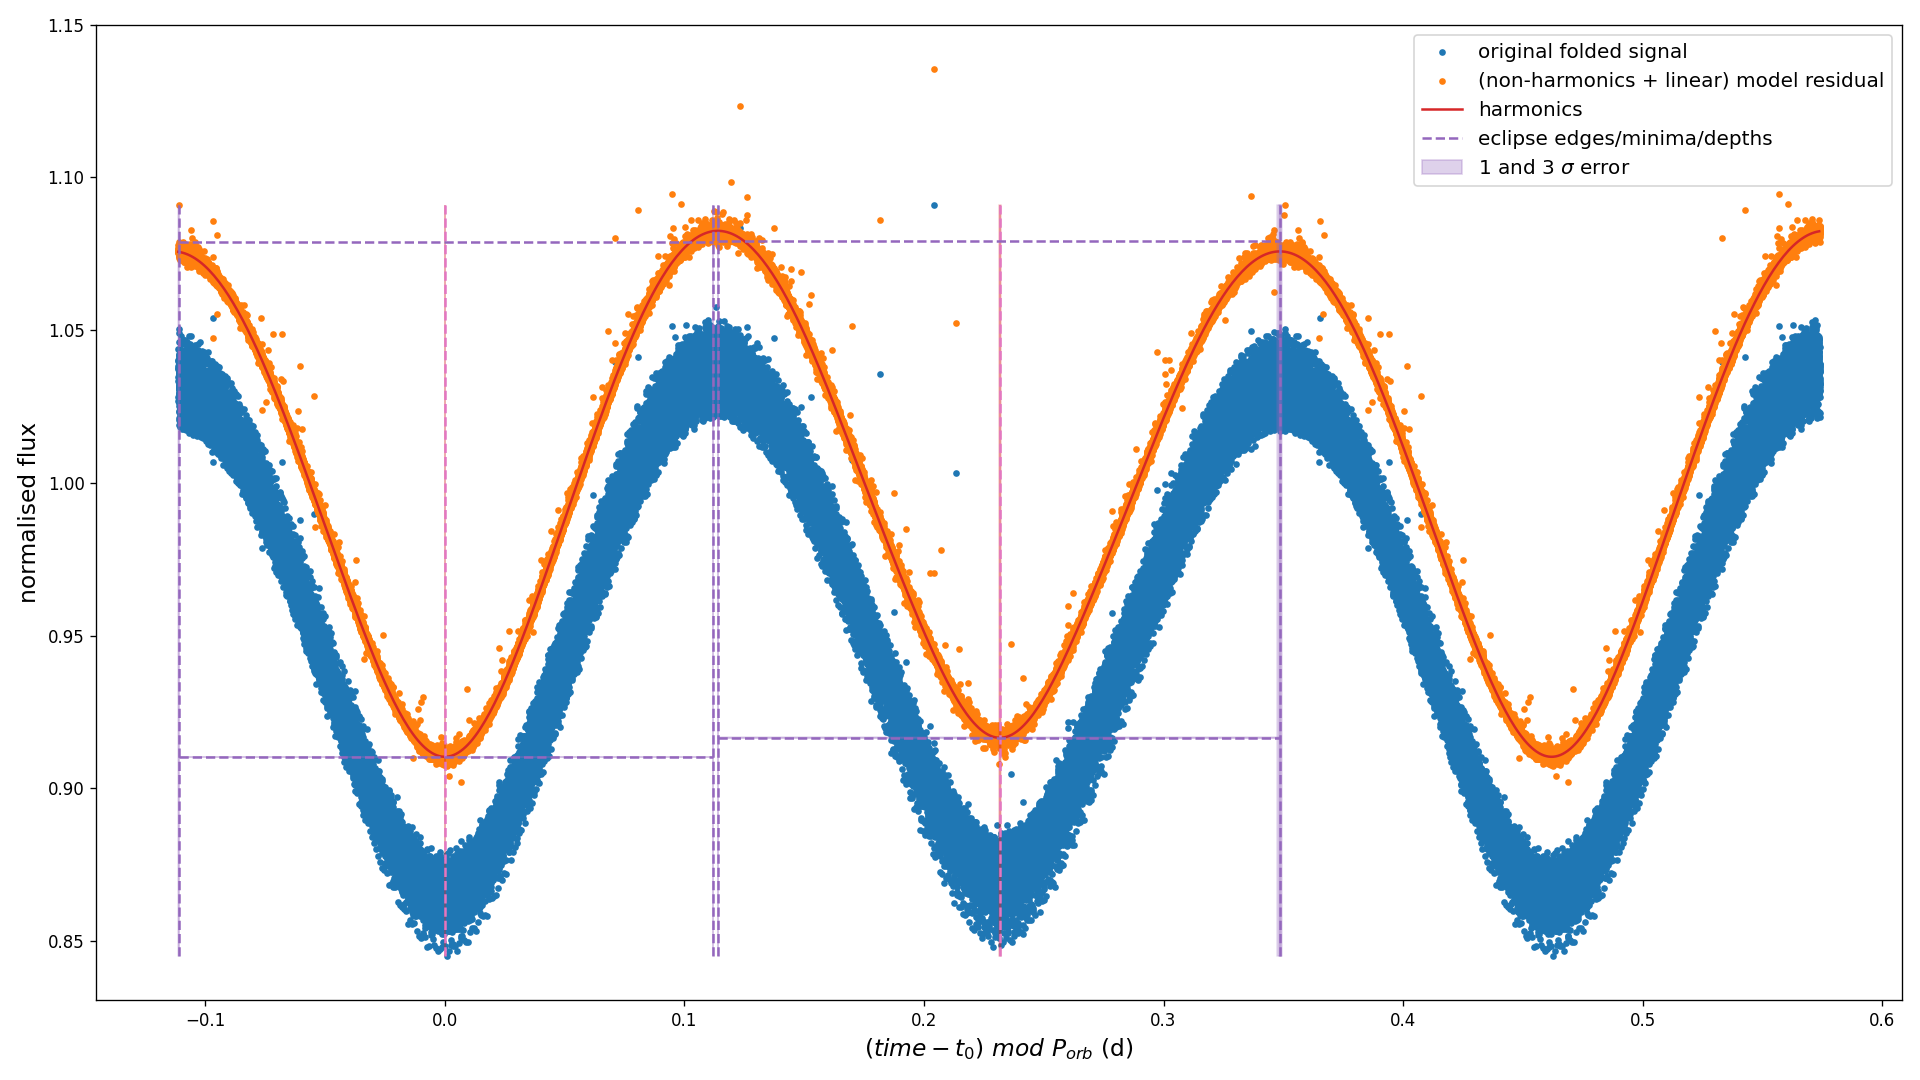 1.15
1.10
1.05
1.00
0.95
0.90
0.85
normalised flux
original folded signal
(non-harmonics + linear) model residual
harmonics
eclipse edges/minima/depths
1 and 3 σ error
−0.1 0.0 0.1 0.2 0.3 0.4 0.5 0.6
(time − t₀) mod Pₒᵣb (d)